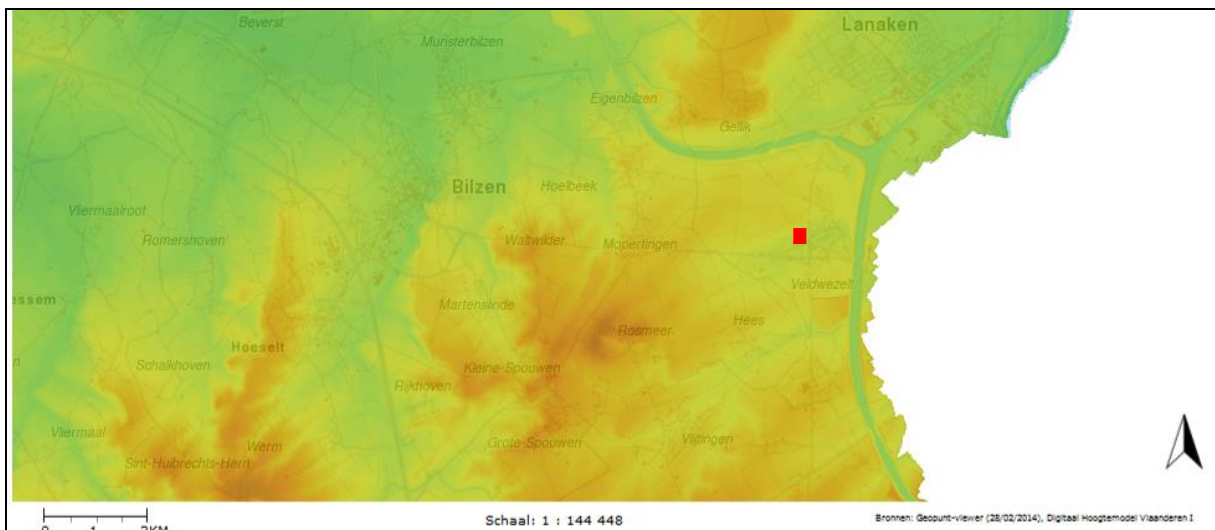 Beverst
Lanaken
Munsterbilzen
Eigenbilzen
Gellik
Bilzen
Hoelbeek
Vliermaalroot
Romershoven
Waltwilder
Mopertingen
Veldwezelt
essem
Martenslinde
Rosmeer
Hees
Hoeselt
Schalkhoven
Kleine-Spouwen
Rijkhoven
Vliermaal
Werm
Grote-Spouwen
Vlijtingen
Sint-Huibrechts-Hern
0 1 2KM
Schaal: 1 : 144 448
Bronnen: Geopunt-viewer (28/02/2014), Digitaal Hoogtemodel Vlaanderen I